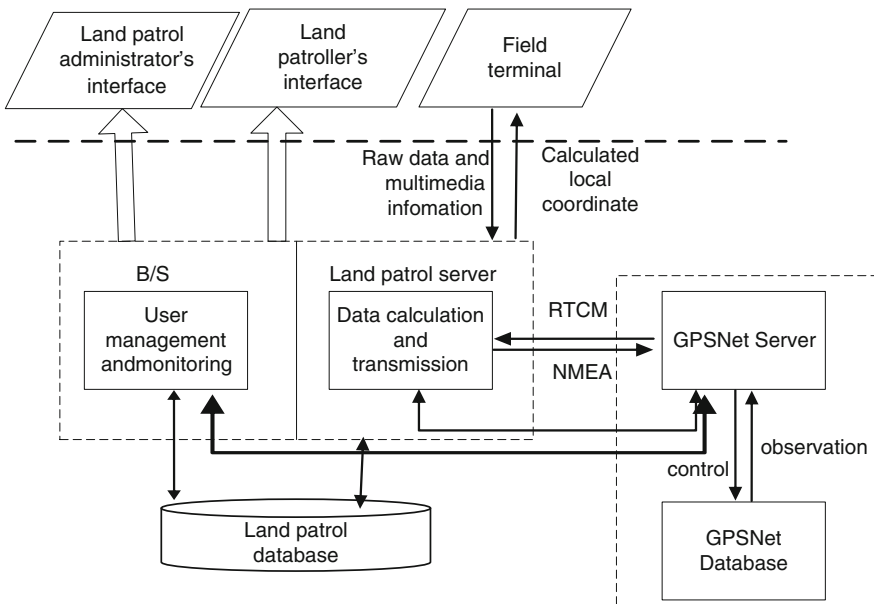 Land patrol
administrator's
interface
Land
patroller's
interface
Field
terminal
Raw data and
multimedia
infomation
Calculated
local
coordinate
B/S
Land patrol server
User
management
andmonitoring
Data calculation
and
transmission
RTCM
NMEA
GPSNet Server
control
observation
Land patrol
database
GPSNet
Database